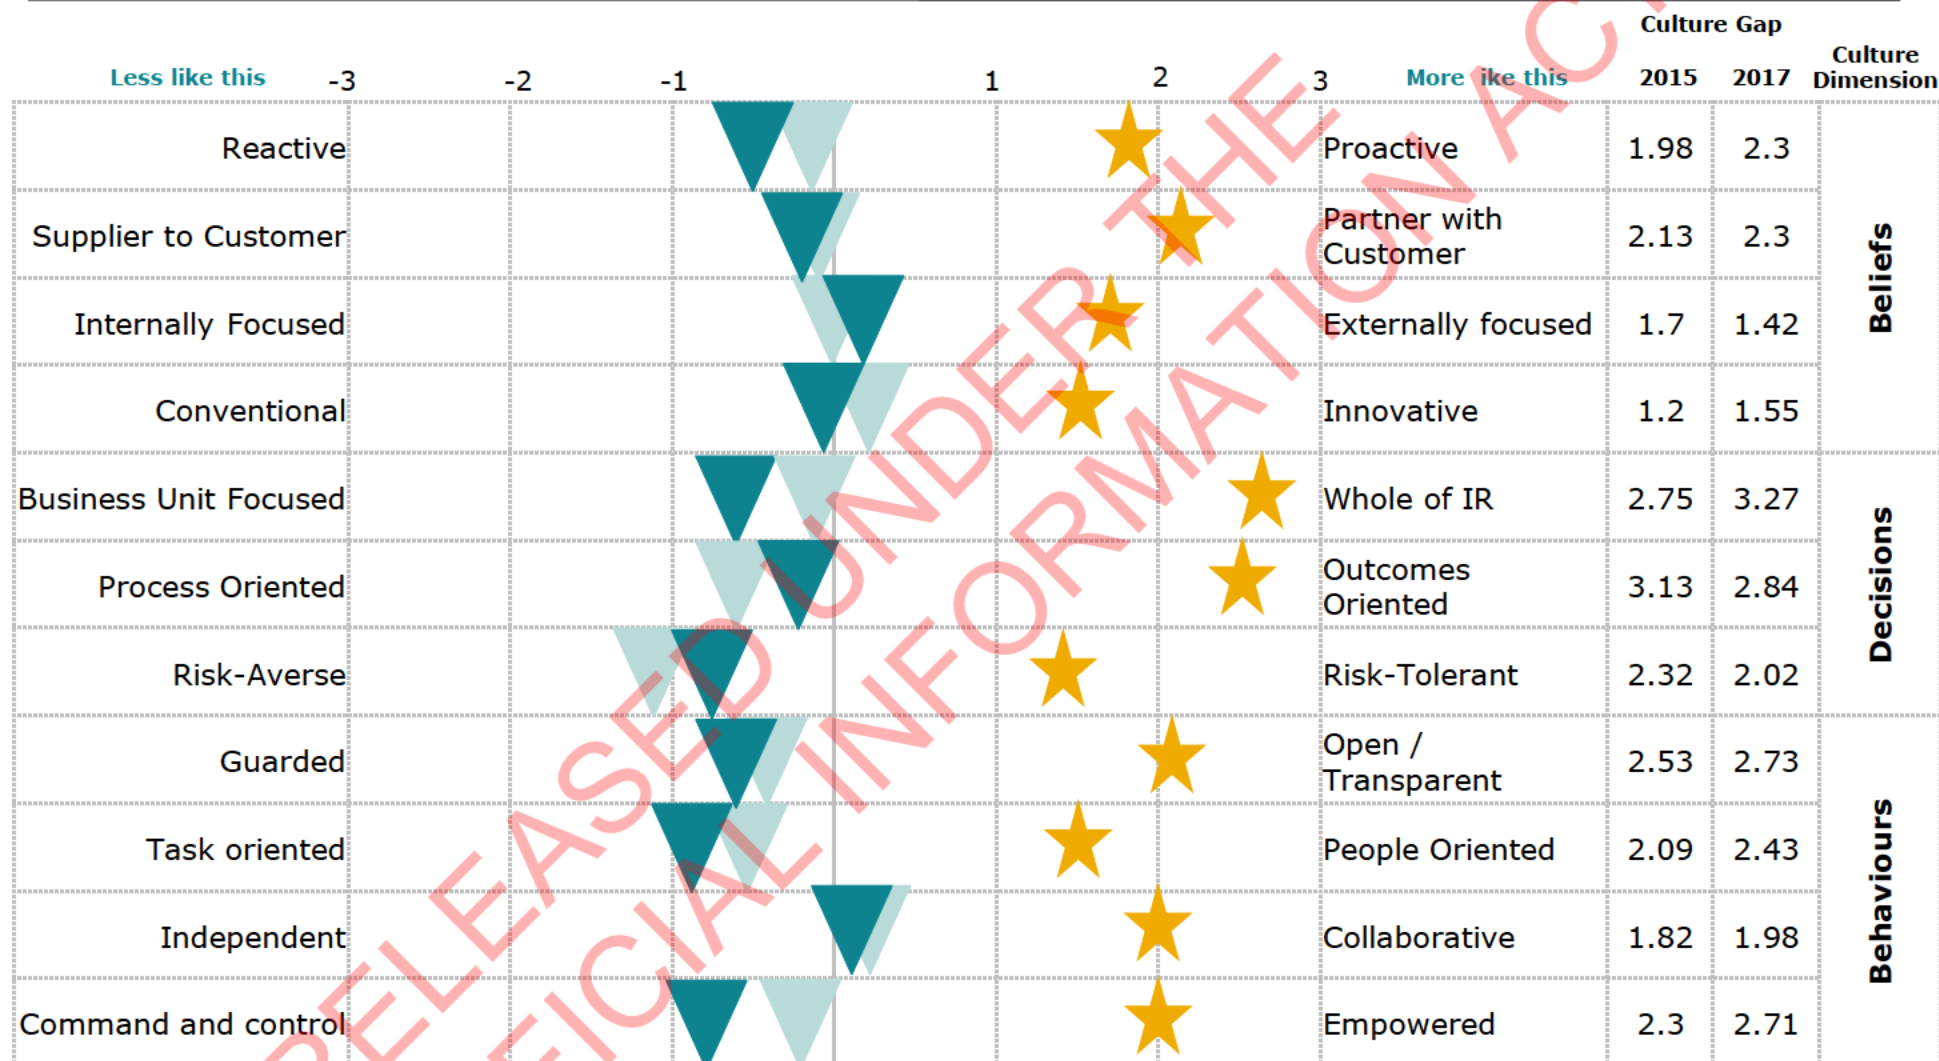 Culture Gap
Less like this -3 -2 -1 1 2 3 More ike this 2015 2017 Culture
Dimension
Reactive Proactive 1.98 2.3
Supplier to Customer Partner with
Customer 2.13 2.3
Internally Focused Externally focused 1.7 1.42
Conventional Innovative 1.2 1.55
Beliefs
Business Unit Focused Whole of IR 2.75 3.27
Process Oriented Outcomes
Oriented 3.13 2.84
Risk-Averse Risk-Tolerant 2.32 2.02
Decisions
Guarded Open /
Transparent 2.53 2.73
Task oriented People Oriented 2.09 2.43
Independent Collaborative 1.82 1.98
Command and control Empowered 2.3 2.71
Behaviours
RELEASED UNDER THE
FICIAL INFORMATION ACT